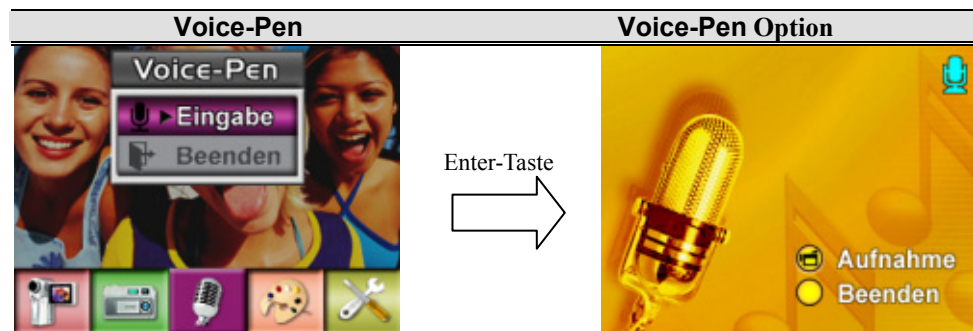 Voice-Pen
Voice-Pen Option
Voice-Pen
Eingabe
Beenden
Enter-Taste
Aufnahme
Beenden